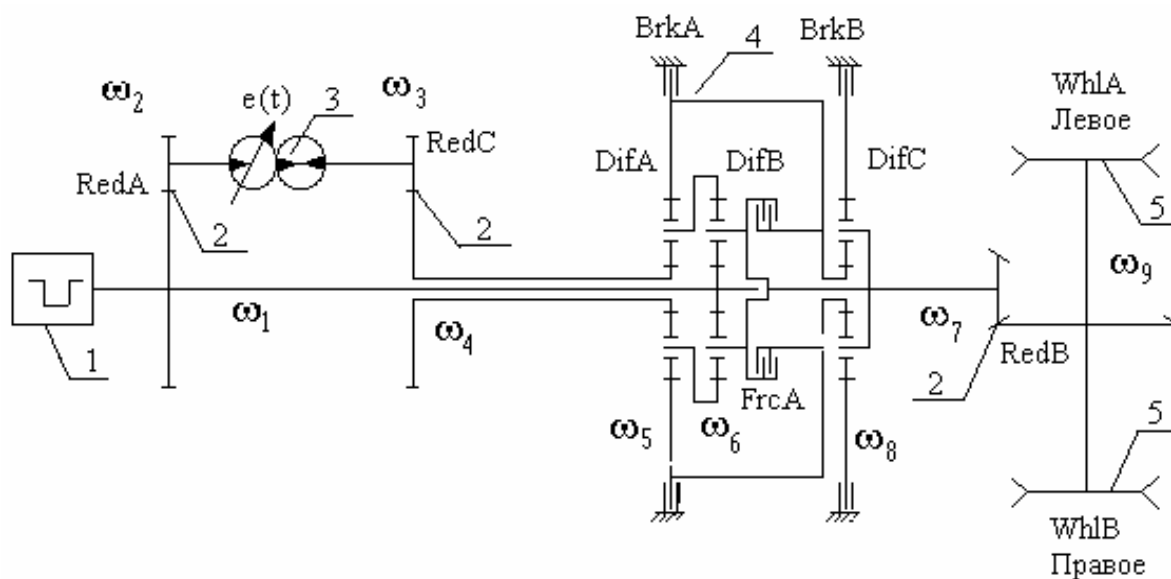 BrkA
4
BrkB
ω2
e(t)
3
ω3
WhlA
Левое
RedC
DifA
DifB
DifC
RedA
5
2
2
ω9
ω1
ω4
ω7
1
2
RedB
FrcA
5
ω5
ω6
ω8
WhlB
Правое